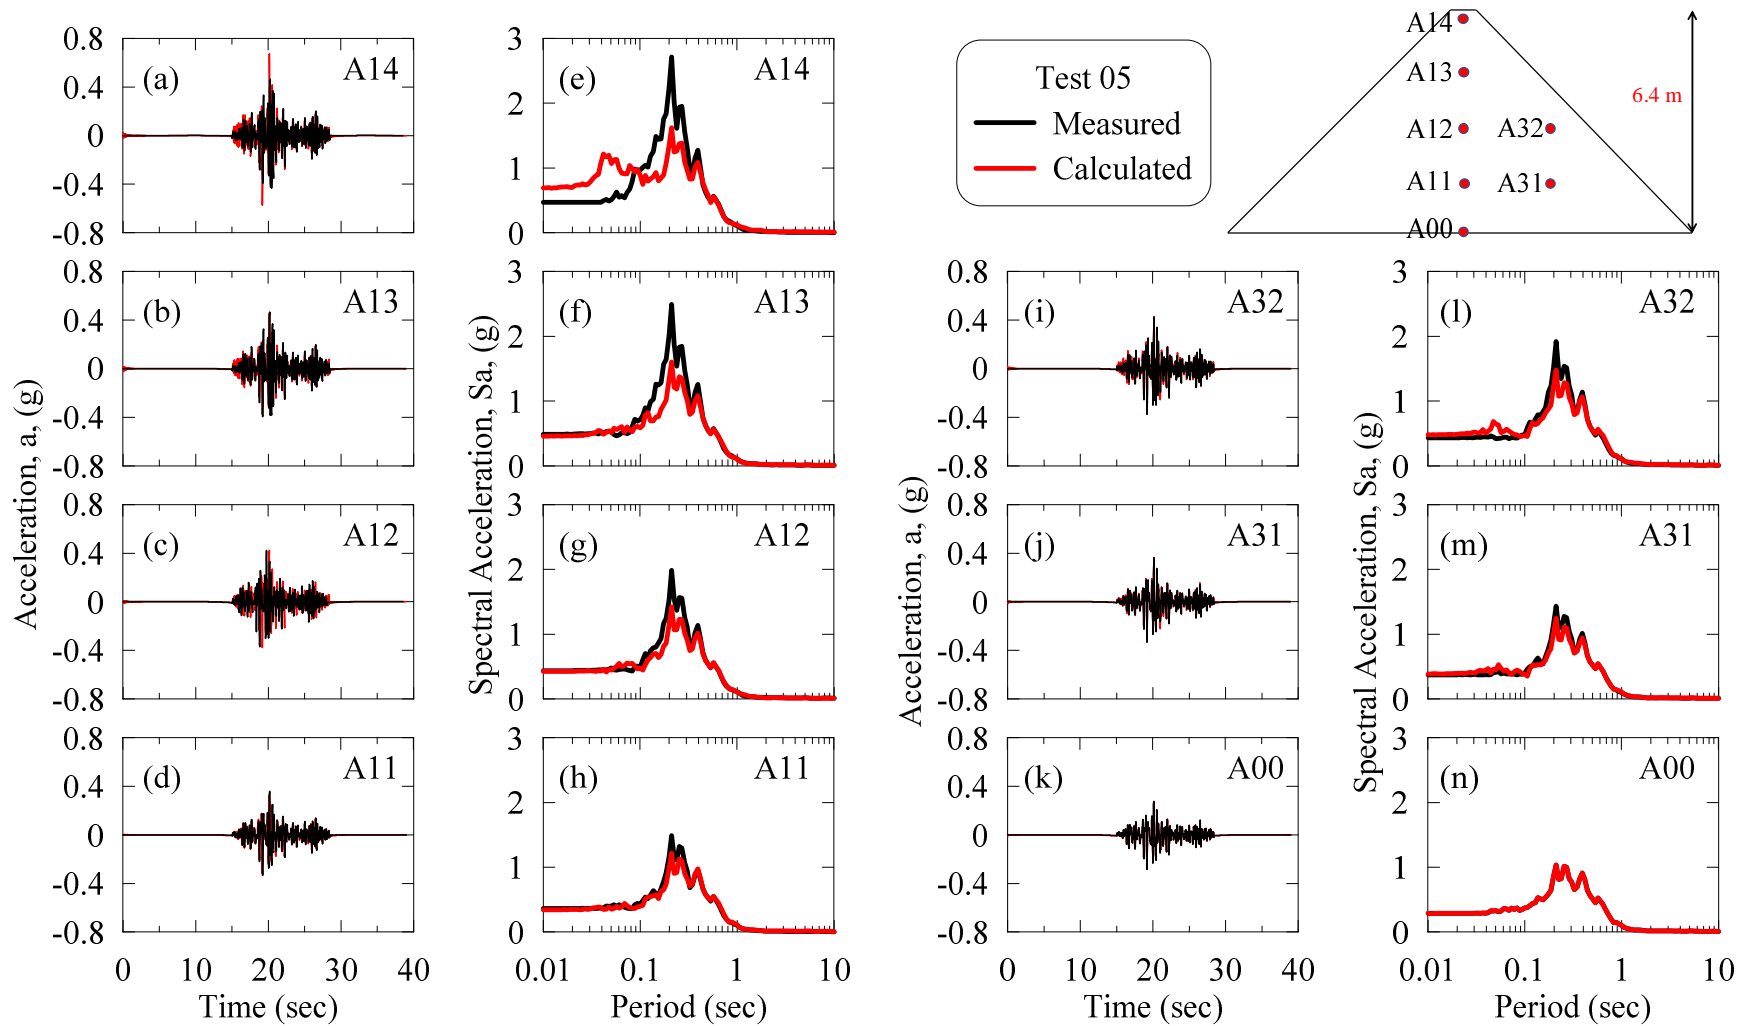 0.8
0.4
0
-0.4
-0.8
(a)
A14
3
2
1
0
(e)
A14
Test 05
Measured
Calculated
A14
A13
A12
A32
A11
A31
A00
6.4 m
0.8
0.4
0
-0.4
-0.8
(b)
A13
3
2
1
0
(f)
A13
0.8
0.4
0
-0.4
-0.8
(i)
A32
3
2
1
0
(l)
A32
Acceleration, a, (g)
Spectral Acceleration, Sa, (g)
Acceleration, a, (g)
Spectral Acceleration, Sa, (g)
0.8
0.4
0
-0.4
-0.8
(c)
A12
3
2
1
0
(g)
A12
0.8
0.4
0
-0.4
-0.8
(j)
A31
3
2
1
0
(m)
A31
0.8
0.4
0
-0.4
-0.8
(d)
A11
0 10 20 30 40
Time (sec)
3
2
1
0
(h)
A11
0.01 0.1 1 10
Period (sec)
0.8
0.4
0
-0.4
-0.8
(k)
A00
0 10 20 30 40
Time (sec)
3
2
1
0
(n)
A00
0.01 0.1 1 10
Period (sec)